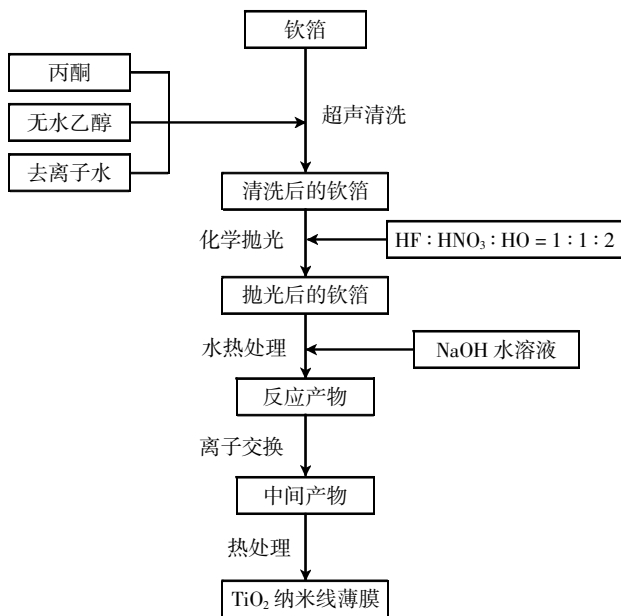 钦箔
丙酮
无水乙醇
去离子水
超声清洗
清洗后的钦箔
化学抛光
HF：HNO₃：HO = 1：1：2
抛光后的钦箔
水热处理
NaOH 水溶液
反应产物
离子交换
中间产物
热处理
TiO₂ 纳米线薄膜